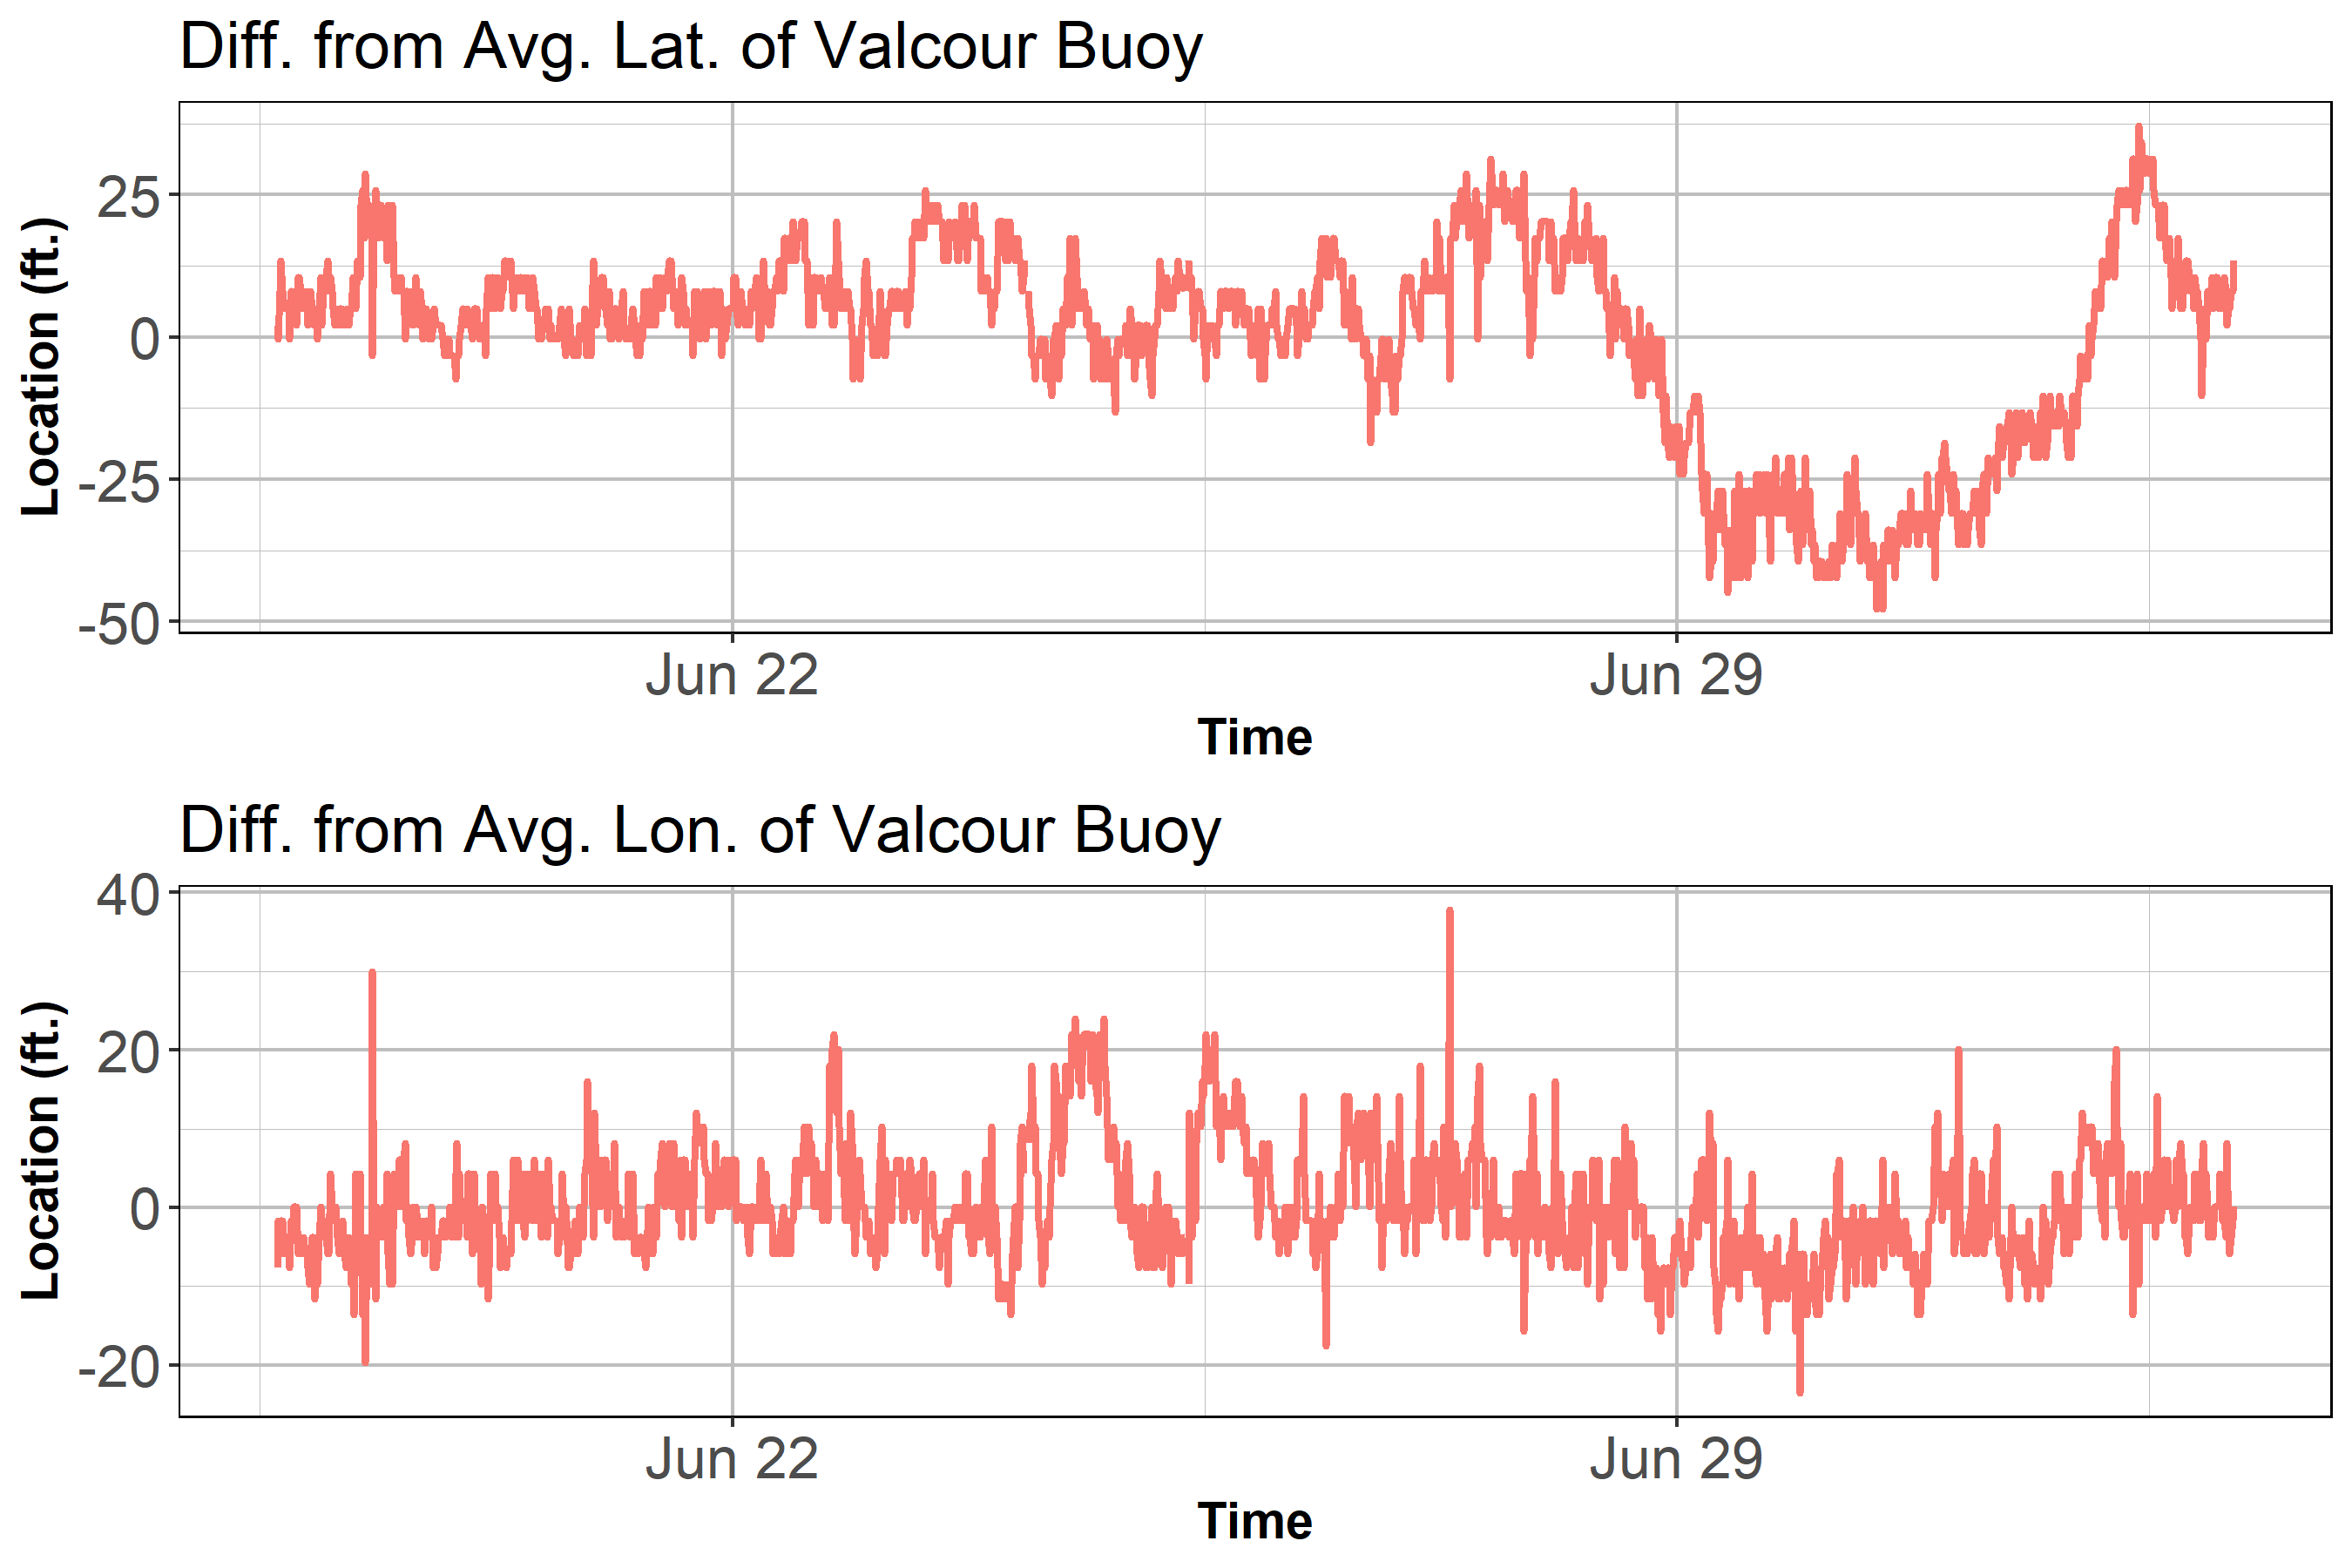 Diff. from Avg. Lat. of Valcour Buoy
Location (ft.)
25
0
-25
-50
Jun 22
Jun 29
Time
Diff. from Avg. Lon. of Valcour Buoy
Location (ft.)
40
20
0
-20
Jun 22
Jun 29
Time